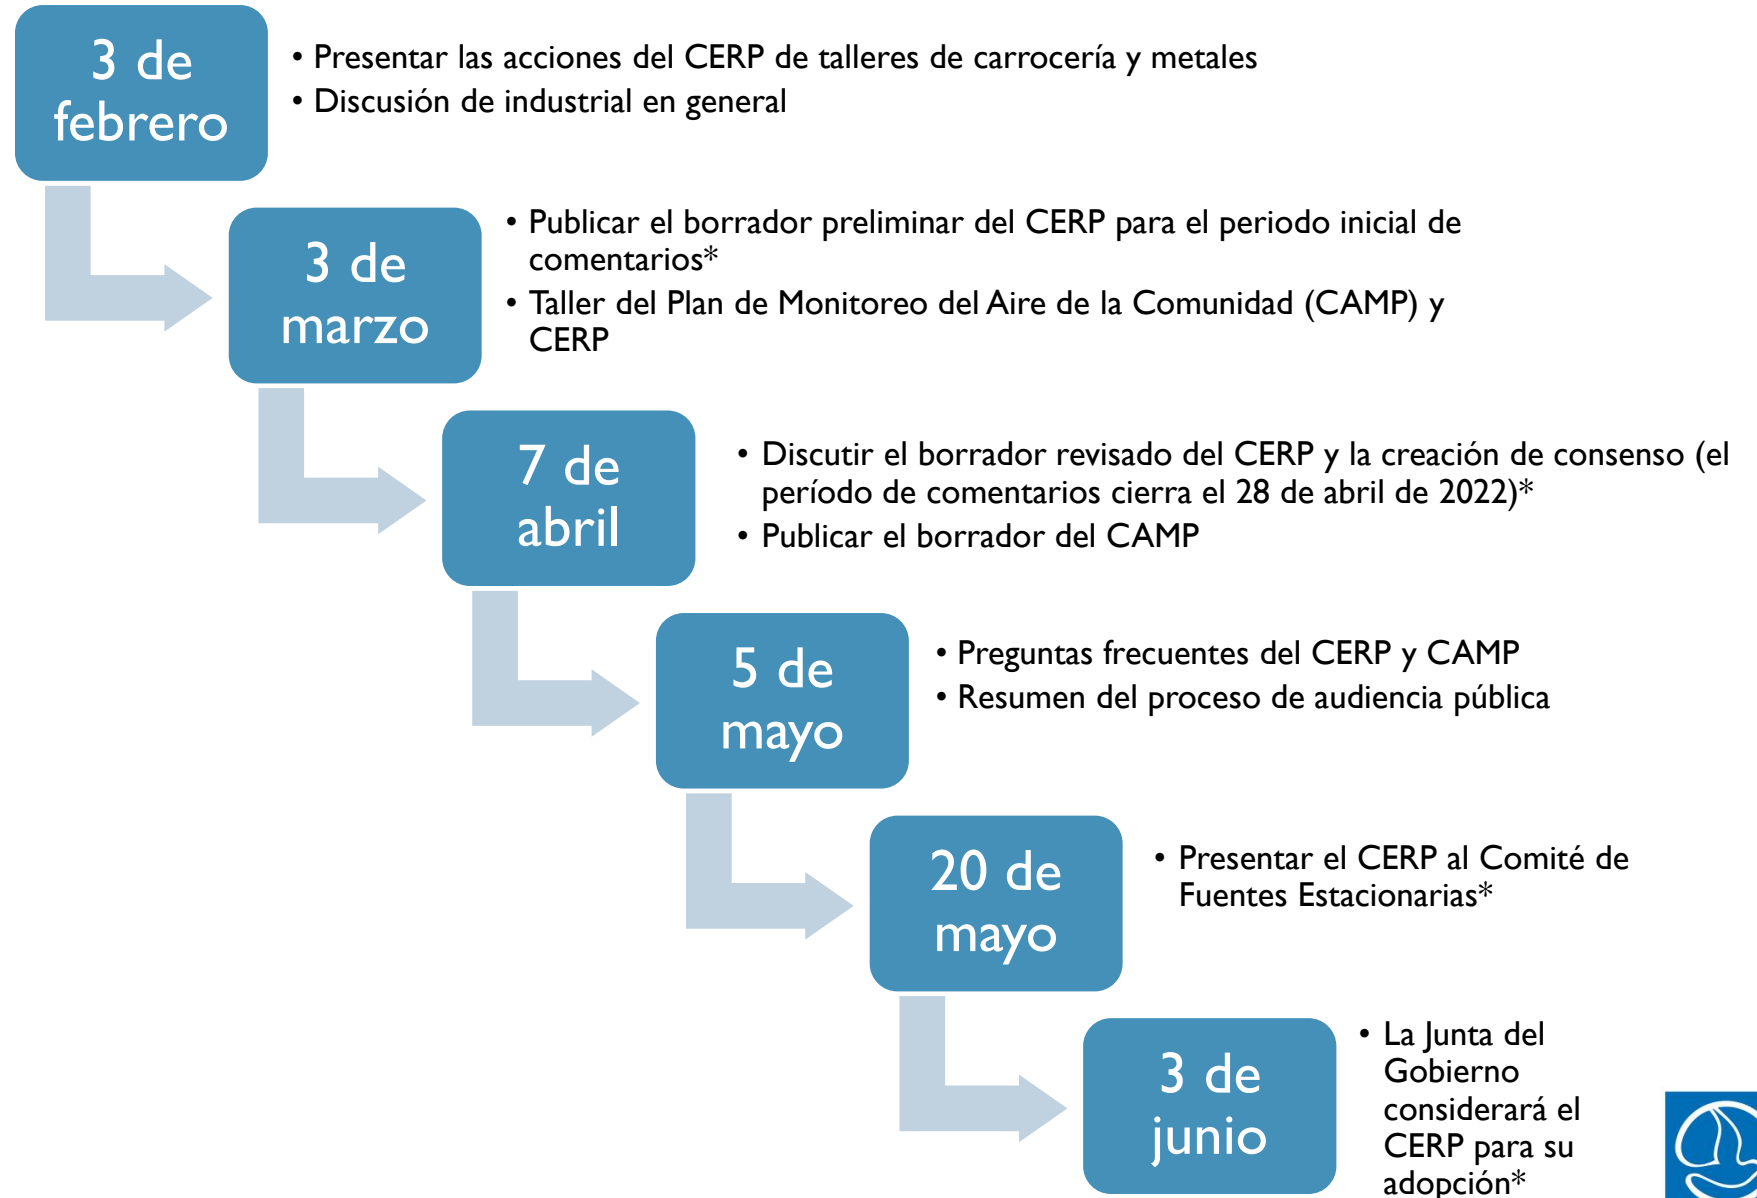 3 de
febrero
• Presentar las acciones del CERP de talleres de carrocería y metales
• Discusión de industrial en general
3 de
marzo
• Publicar el borrador preliminar del CERP para el periodo inicial de
comentarios*
• Taller del Plan de Monitoreo del Aire de la Comunidad (CAMP) y
CERP
7 de
abril
• Discutir el borrador revisado del CERP y la creación de consenso (el
período de comentarios cierra el 28 de abril de 2022)*
• Publicar el borrador del CAMP
5 de
mayo
• Preguntas frecuentes del CERP y CAMP
• Resumen del proceso de audiencia pública
20 de
mayo
• Presentar el CERP al Comité de
Fuentes Estacionarias*
3 de
junio
• La Junta del
Gobierno
considerará el
CERP para su
adopción*